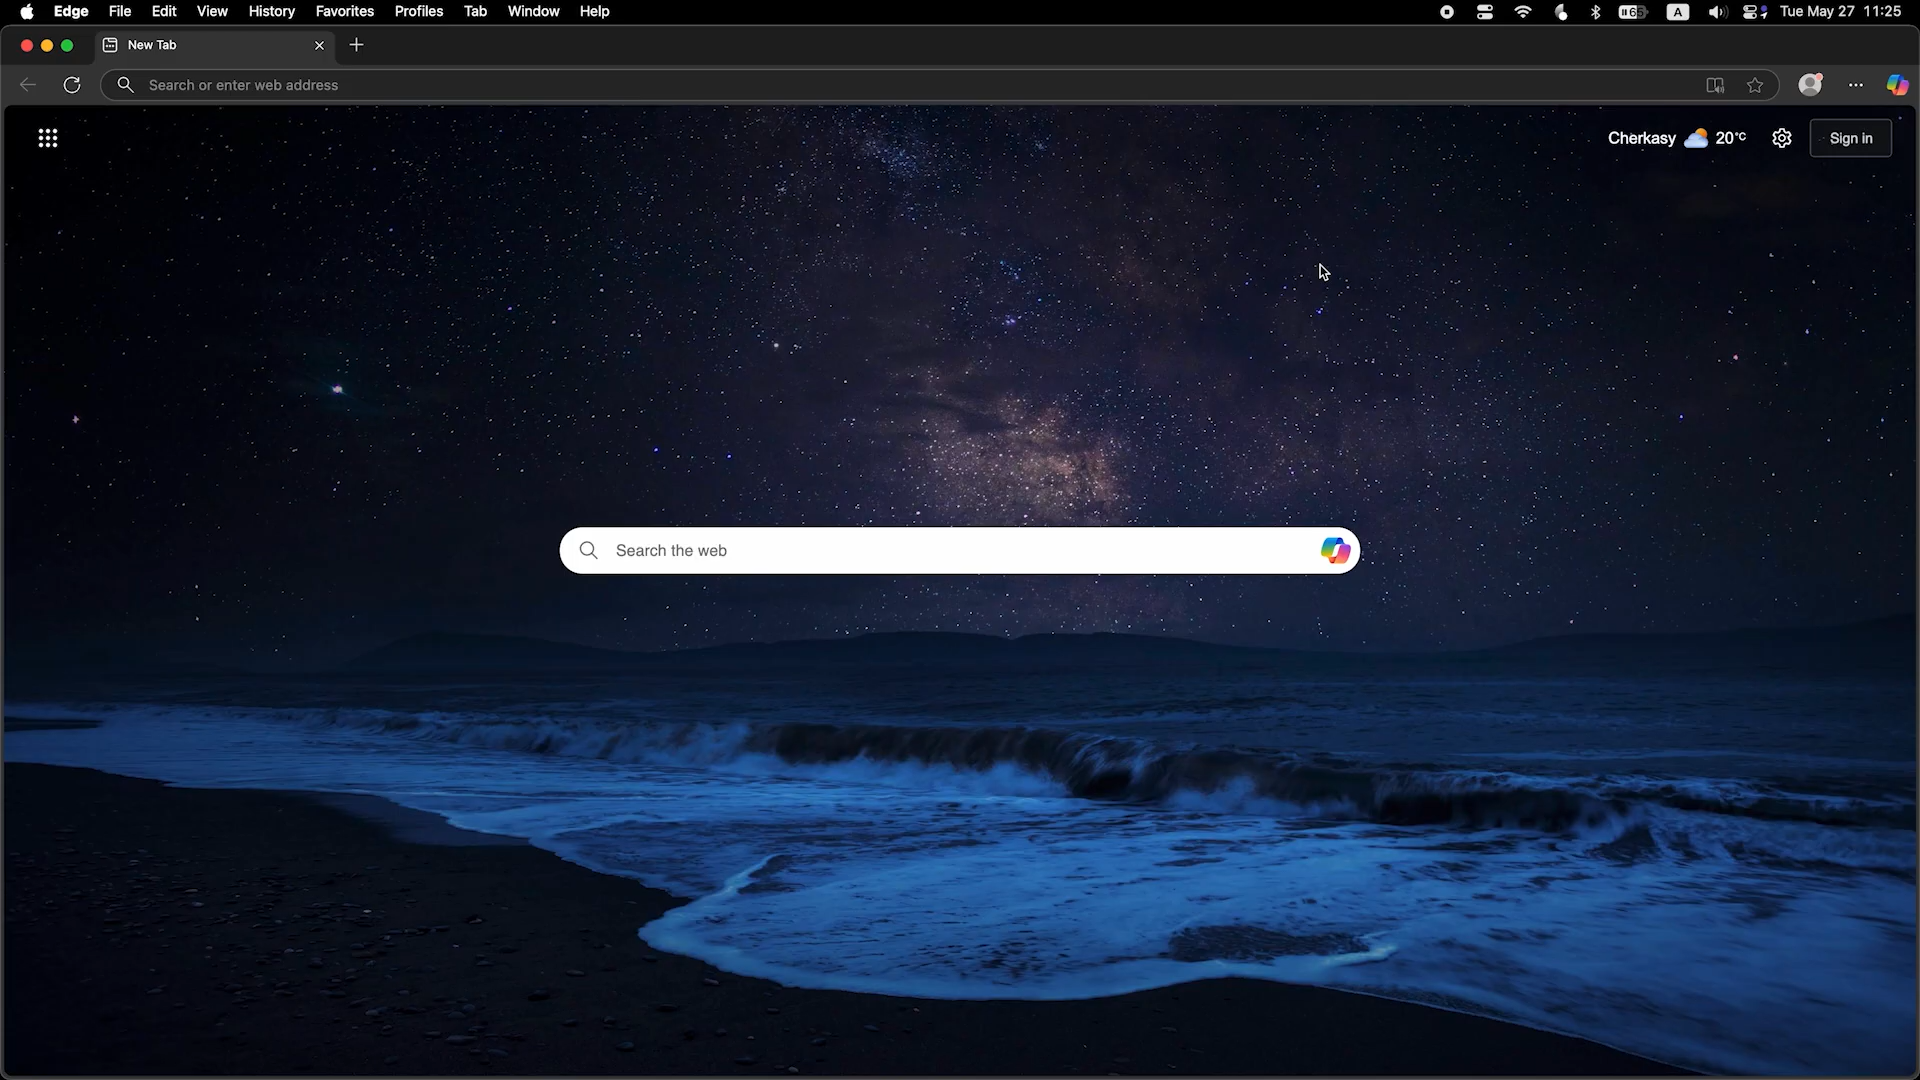 Edge File Edit View History Favorites Profiles Tab Window Help 65 A Tue May 27 11:25
New Tab
Search or enter web address
Cherkasy 20°C Sign in
Search the web